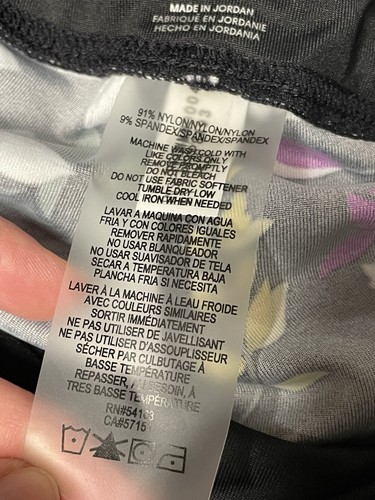 MADE IN JORDAN
FABRIQUÉ EN JORDANIE
HECHO EN JORDANIA
91% NYLON/NYLON/NYLON
9% SPANDEX/SPANDEX/SPANDEX
MACHINE WASH COLD WITH
LIKE COLORS ONLY
REMOVE PROMPTLY
DO NOT BLEACH
DO NOT USE FABRIC SOFTENER
TUMBLE DRY LOW
COOL IRON WHEN NEEDED
LAVAR A MAQUINA CON AGUA
FRIA Y CON COLORES IGUALES
REMOVER RAPIDAMENTE
NO USAR BLANQUEADOR
NO USAR SUAVISADOR DE TELA
SECAR A TEMPERATURA BAJA
PLANCHA FRIA SI NECESITA
LAVER À LA MACHINE À L'EAU FROIDE
AVEC COULEURS SIMILAIRES
SORTIR IMMÉDIATEMENT
NE PAS UTILISER DE JAVELLISANT
NE PAS UTILISER D'ASSOUPLISSEUR
SÉCHER PAR CULBUTAGE À
BASSE TEMPÉRATURE
REPASSER, AU BESOIN, À
TRES BASSE TEMPÉRATURE